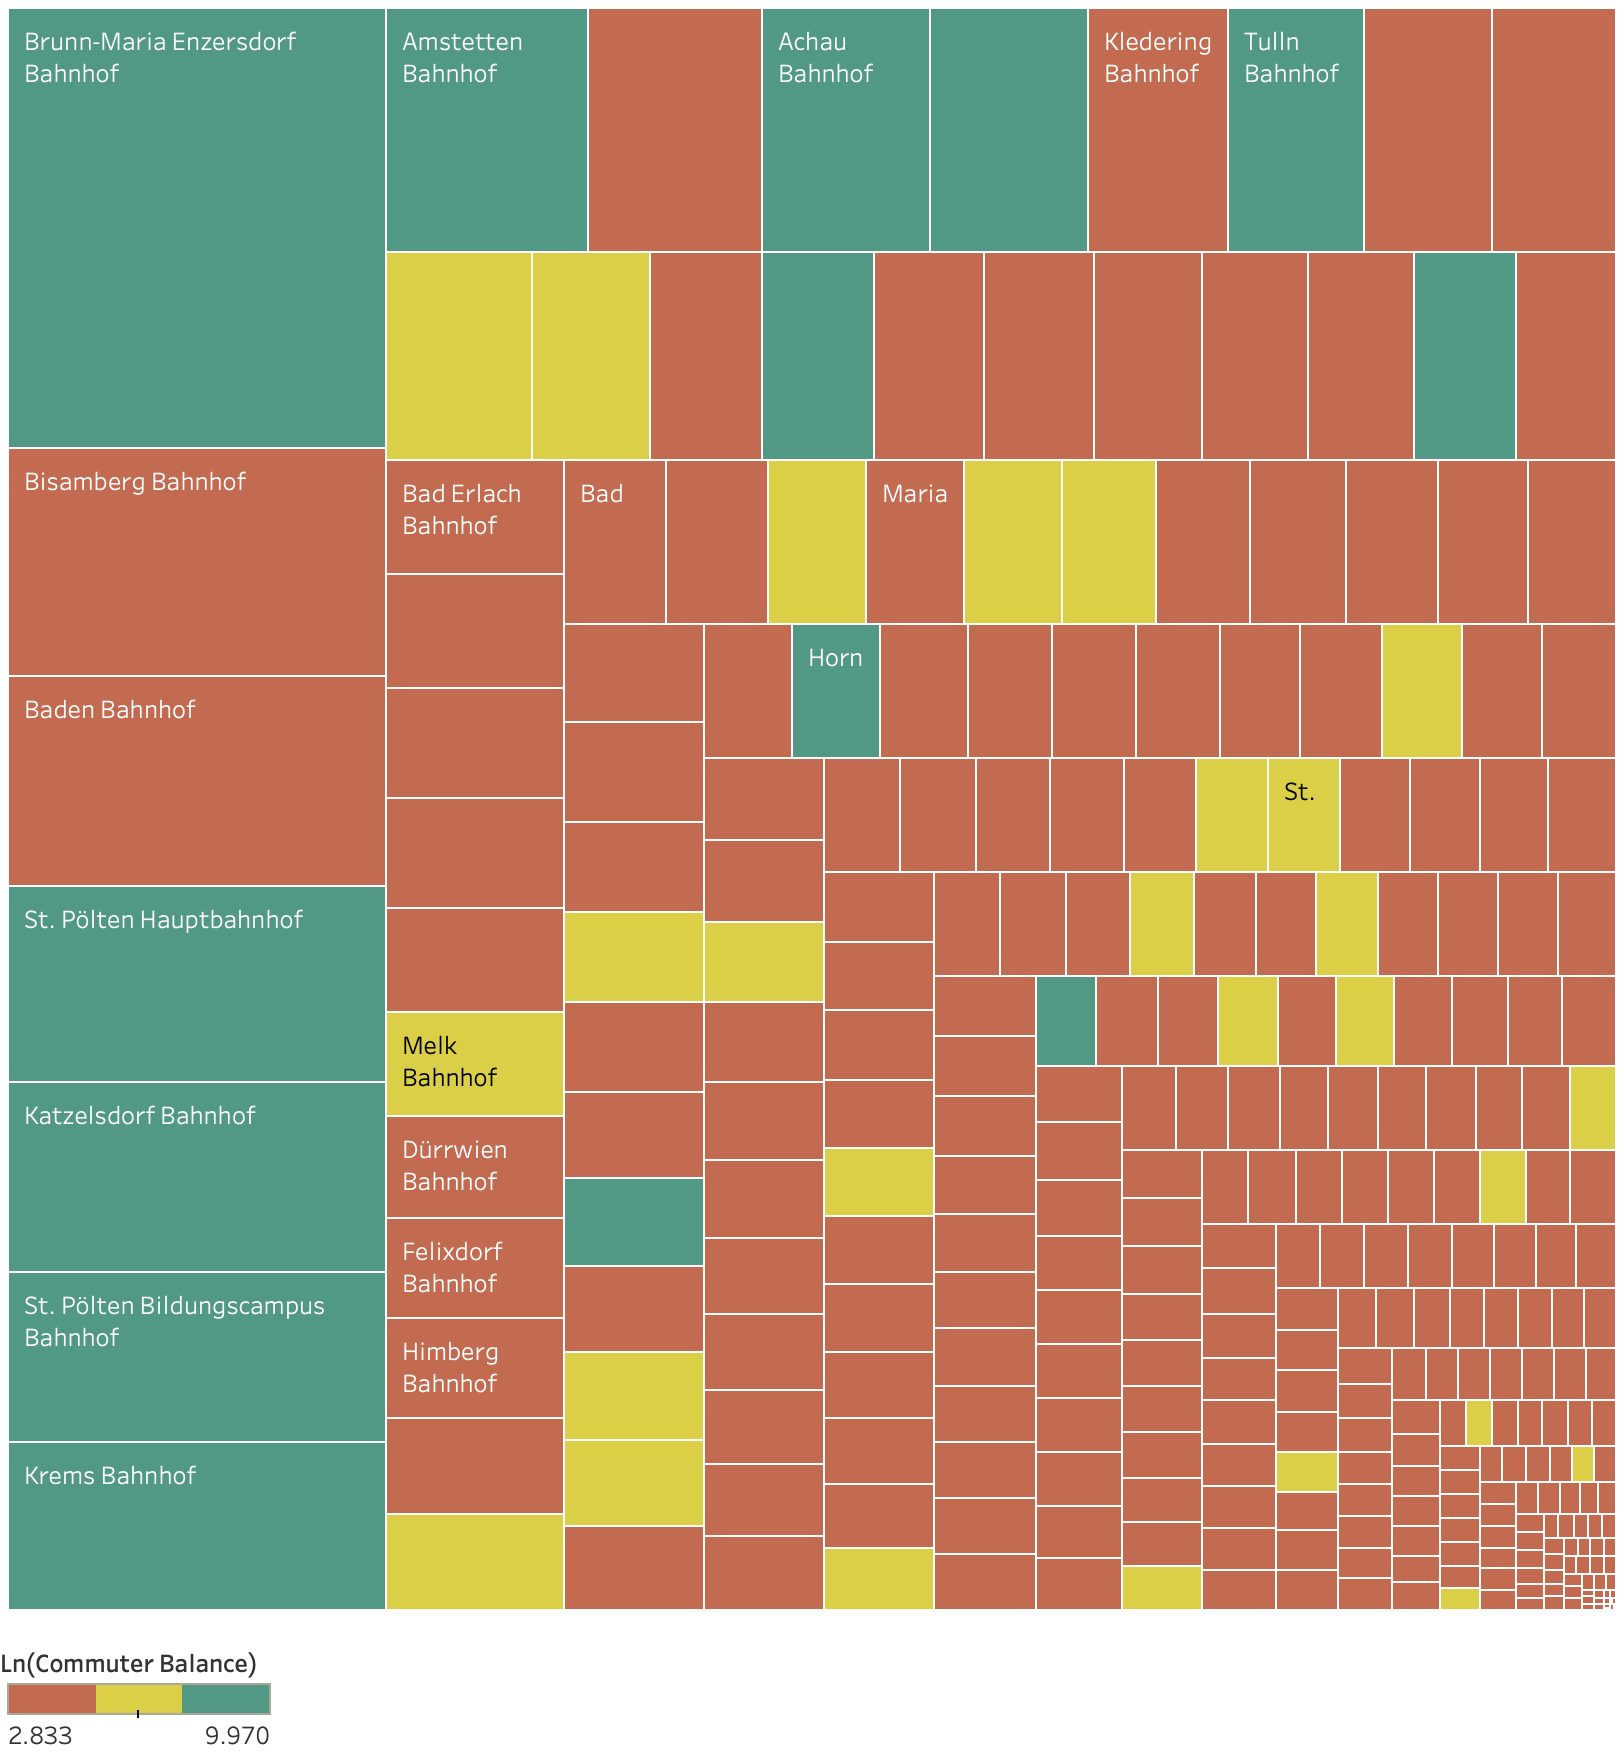 Brunn-Maria Enzersdorf
Bahnhof
Amstetten
Bahnhof
Achau
Bahnhof
Kledering
Bahnhof
Tulln
Bahnhof
Bisamberg Bahnhof
Bad Erlach
Bahnhof
Bad
Maria
Horn
Baden Bahnhof
St.
St. Pölten Hauptbahnhof
Melk
Bahnhof
Katzelsdorf Bahnhof
Dürrwien
Bahnhof
Felixdorf
Bahnhof
St. Pölten Bildungscampus
Bahnhof
Himberg
Bahnhof
Krems Bahnhof
Ln(Commuter Balance)
2.833
9.970